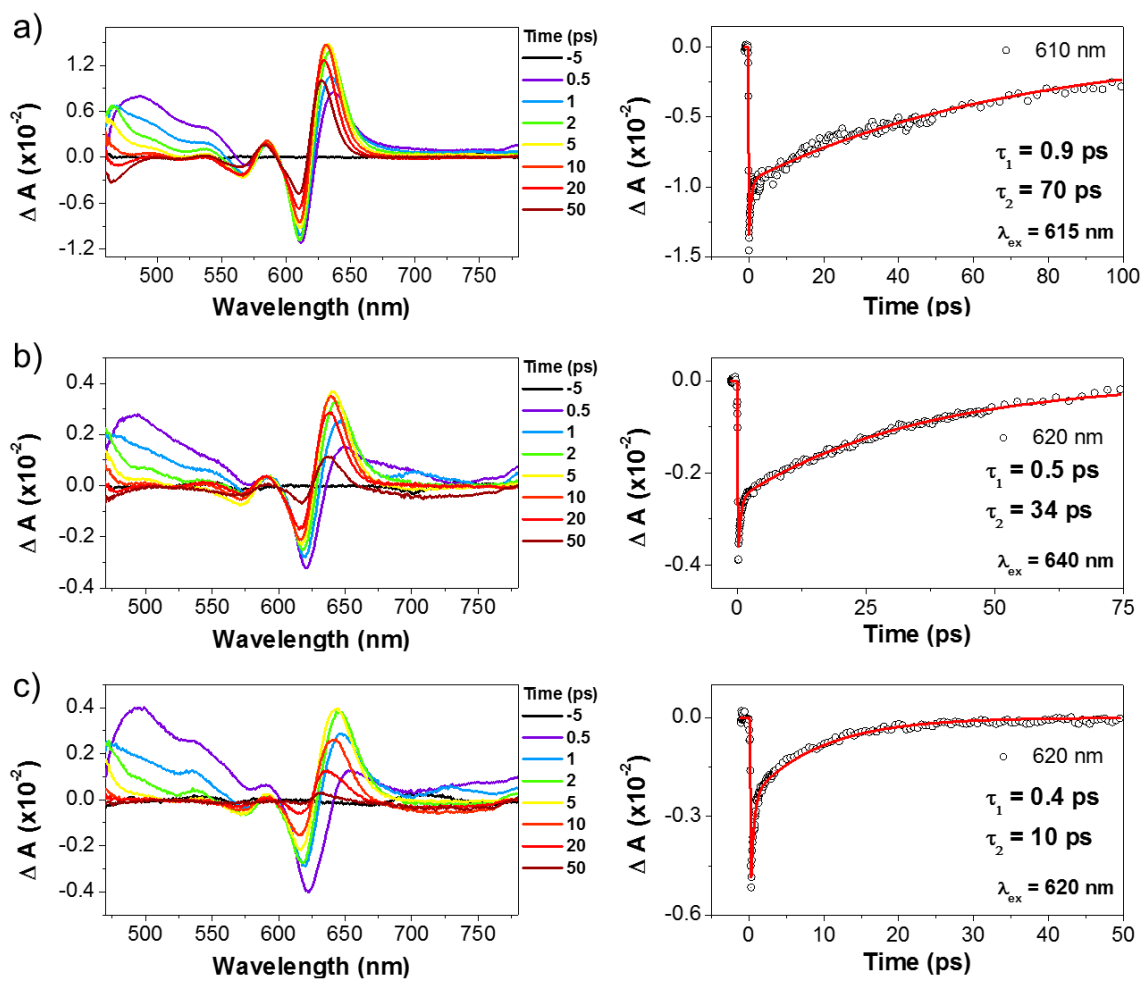 a)
Time (ps)
-5
0.5
1
2
5
10
20
50
1.2
0.6
0.0
-0.6
-1.2
Δ A (x10⁻²)
500 550 600 650 700 750
Wavelength (nm)
0.0
-0.5
-1.0
-1.5
Δ A (x10⁻²)
610 nm
τ₁ = 0.9 ps
τ₂ = 70 ps
λₑₓ = 615 nm
0 20 40 60 80 100
Time (ps)
b)
Time (ps)
-5
0.5
1
2
5
10
20
50
0.4
0.2
0.0
-0.2
-0.4
Δ A (x10⁻²)
500 550 600 650 700 750
Wavelength (nm)
0.0
-0.2
-0.4
Δ A (x10⁻²)
620 nm
τ₁ = 0.5 ps
τ₂ = 34 ps
λₑₓ = 640 nm
0 25 50 75
Time (ps)
c)
Time (ps)
-5
0.5
1
2
5
10
20
50
0.4
0.2
0.0
-0.2
-0.4
Δ A (x10⁻²)
500 550 600 650 700 750
Wavelength (nm)
0.0
-0.3
-0.6
Δ A (x10⁻²)
620 nm
τ₁ = 0.4 ps
τ₂ = 10 ps
λₑₓ = 620 nm
0 10 20 30 40 50
Time (ps)